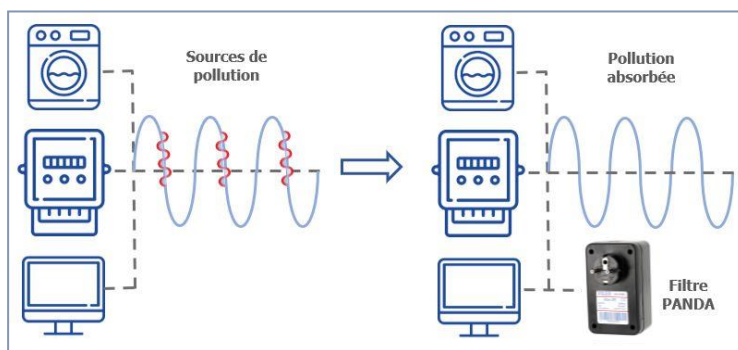 Sources de
pollution
Pollution
absorbée
Filtre
PANDA